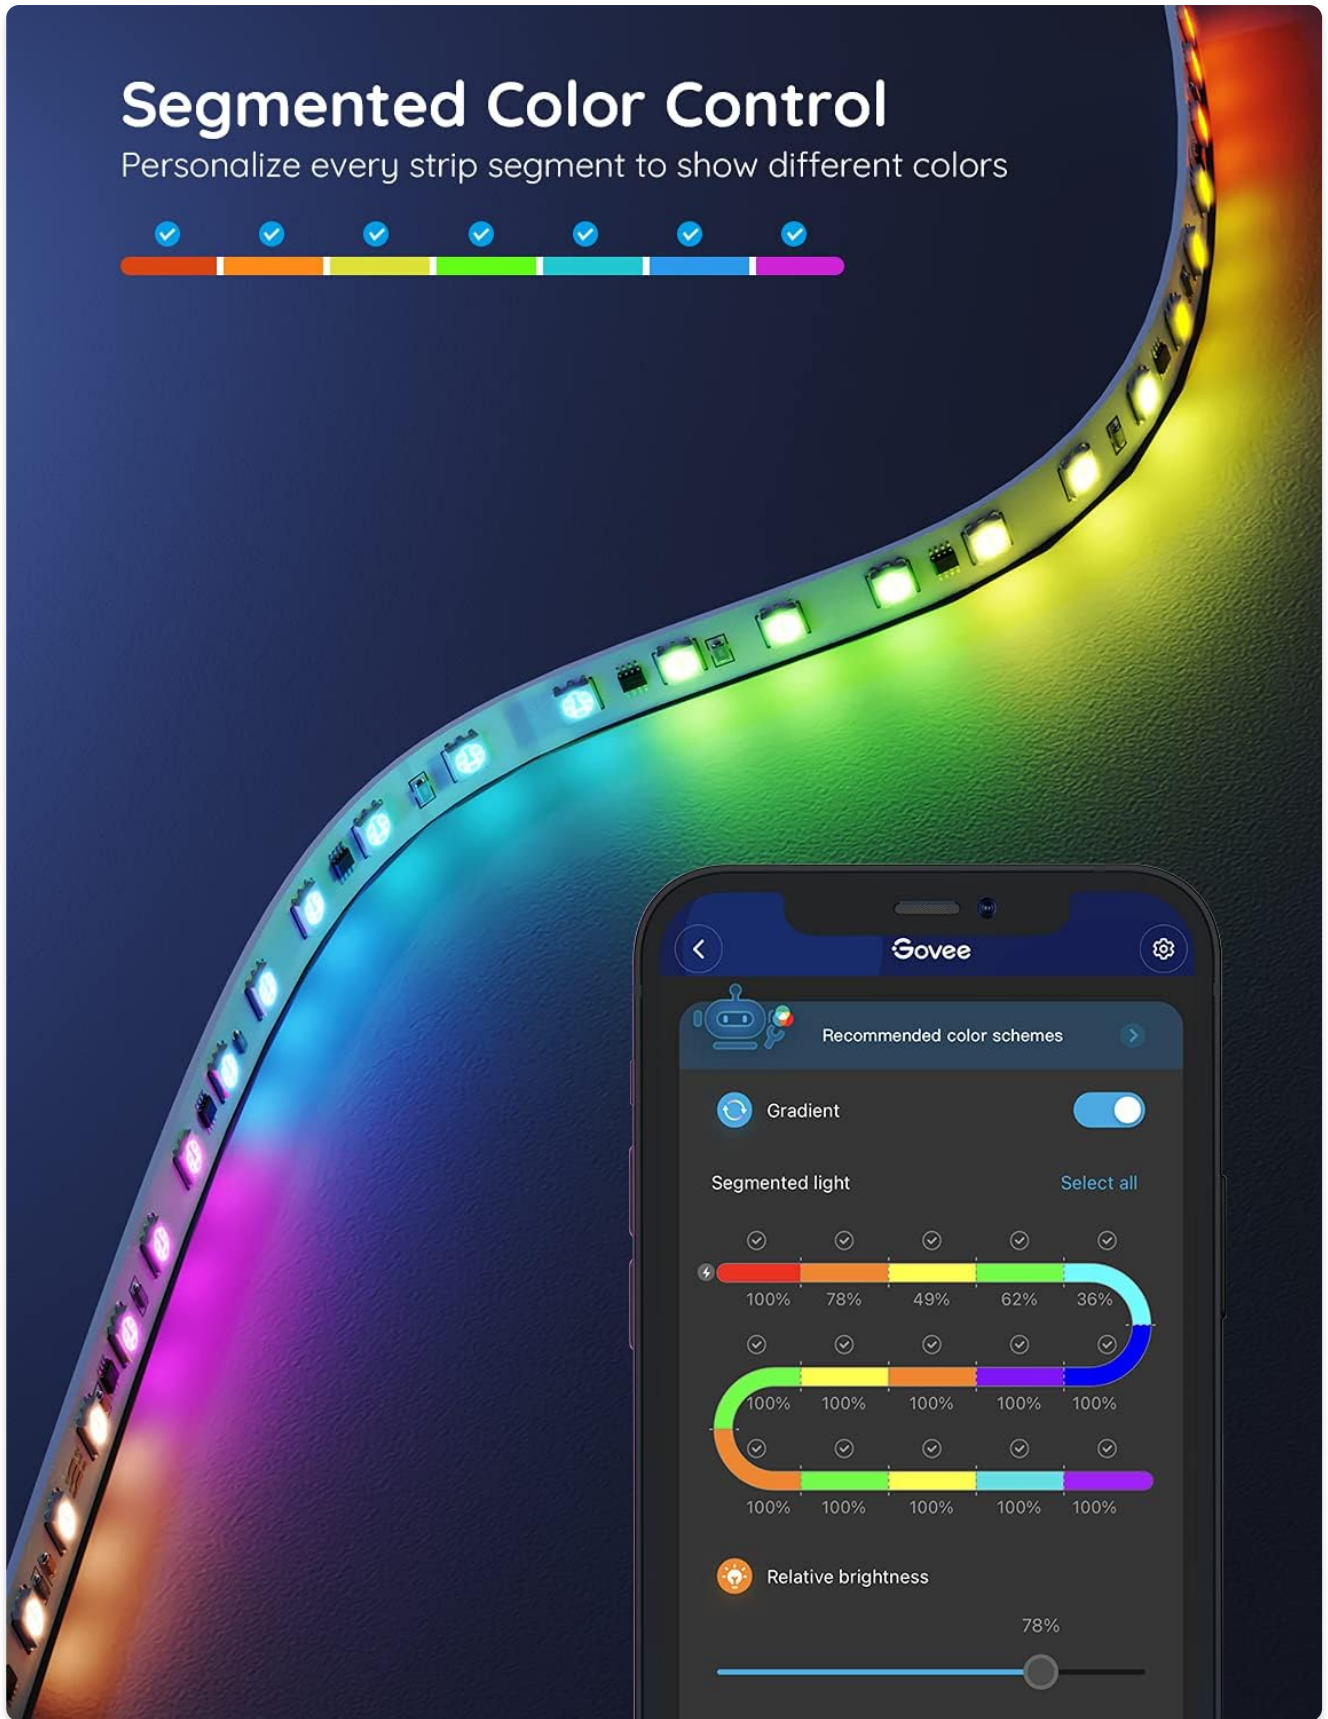 Segmented Color Control
Personalize every strip segment to show different colors
Govee
Recommended color schemes
Gradient
Segmented light Select all
100% 78% 49% 62% 36%
100% 100% 100% 100% 100%
100% 100% 100% 100% 100%
Relative brightness
78%